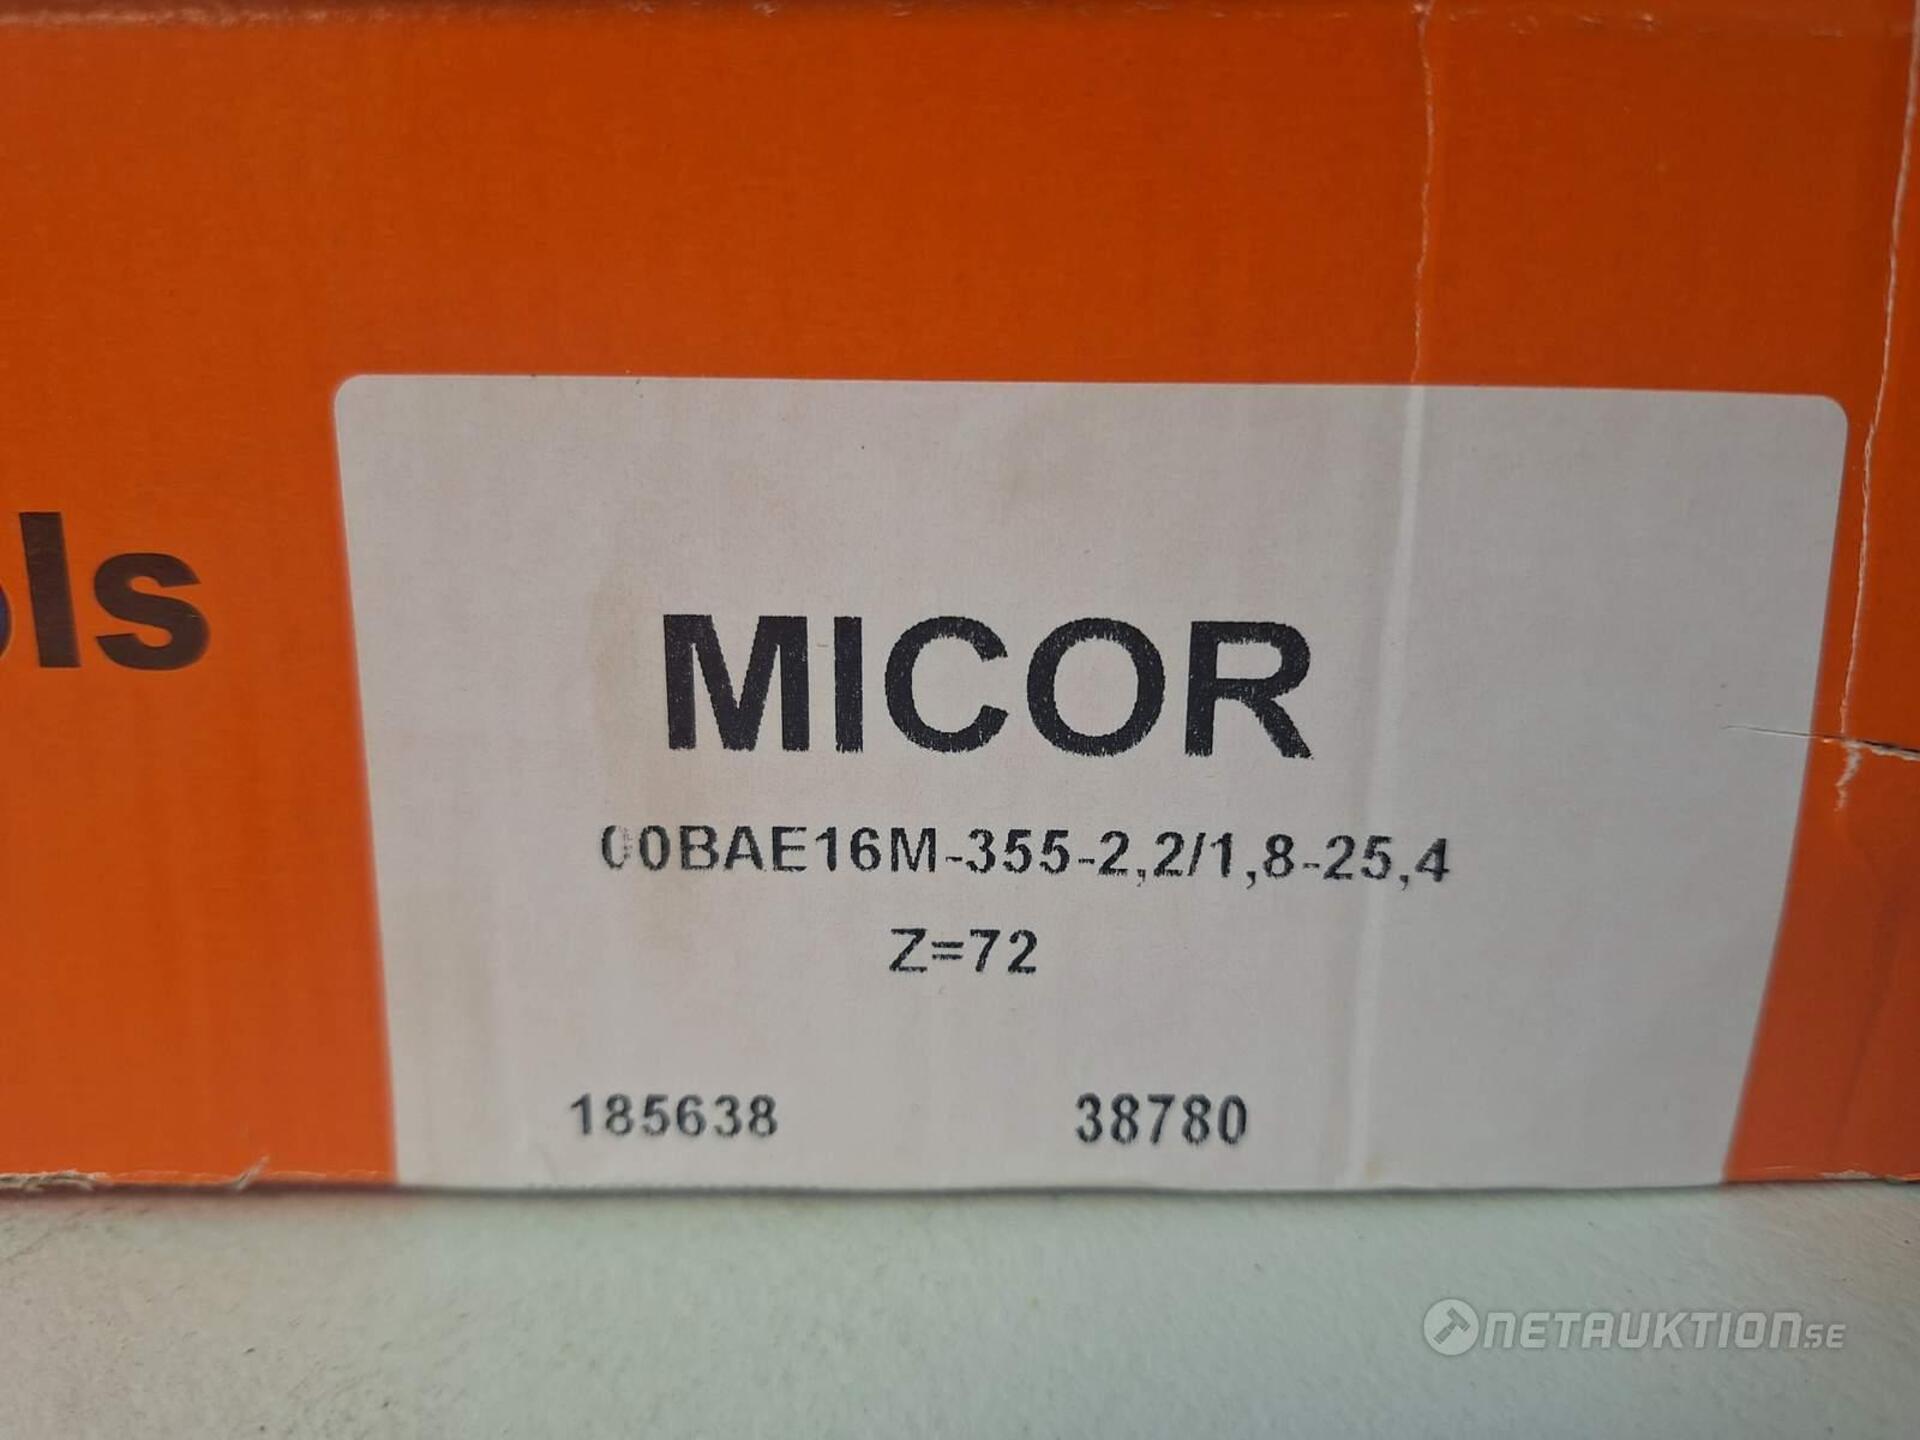 ols
MICOR
00BAE16M-355-2,2/1,8-25,4
Z=72
185638 38780
NETAUKTION.SE